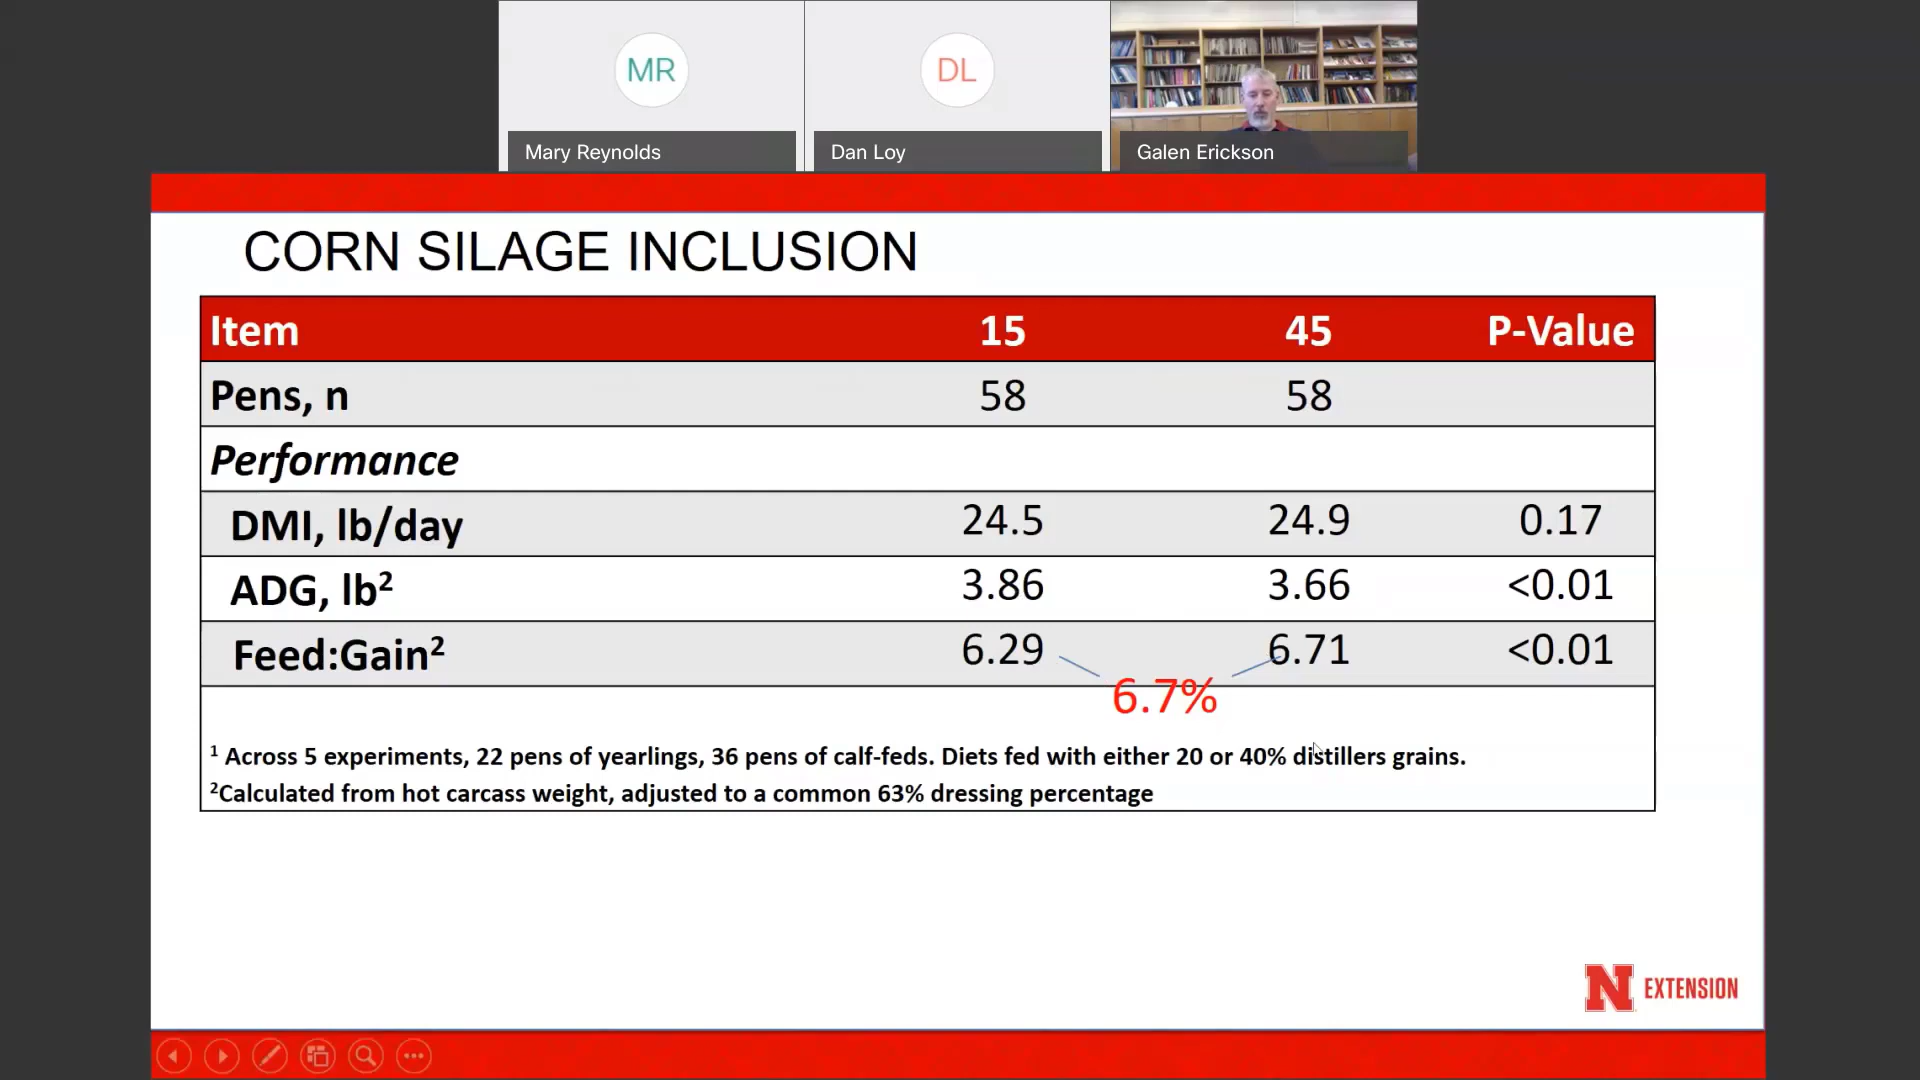 MR
DL
Mary Reynolds
Dan Loy
Galen Erickson
CORN SILAGE INCLUSION
Item 15 45 P-Value
Pens, n 58 58
Performance
DMI, lb/day 24.5 24.9 0.17
ADG, lb² 3.86 3.66 <0.01
Feed:Gain² 6.29 6.71 <0.01
6.7%
¹ Across 5 experiments, 22 pens of yearlings, 36 pens of calf-feds. Diets fed with either 20 or 40% distillers grains.
²Calculated from hot carcass weight, adjusted to a common 63% dressing percentage
N EXTENSION